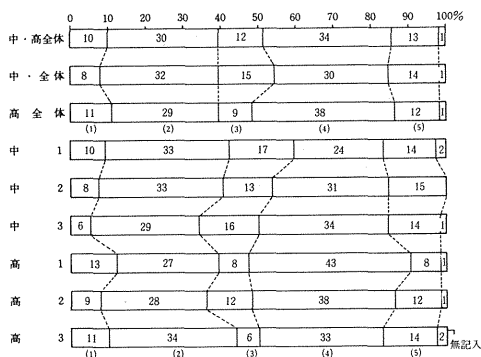 0 10 20 30 40 50 60 70 80 90 100%
中・高全体 10 30 12 34 13 1
中・全体 8 32 15 30 14 1
高全体 11 29 9 38 12 1
(1) (2) (3) (4) (5)
中 1 10 33 17 24 14 2
中 2 8 33 13 31 15
中 3 6 29 16 34 14 1
高 1 13 27 8 43 8 1
高 2 9 28 12 38 12 1
高 3 11 34 6 33 14 2 無記入
(1) (2) (3) (4) (5)